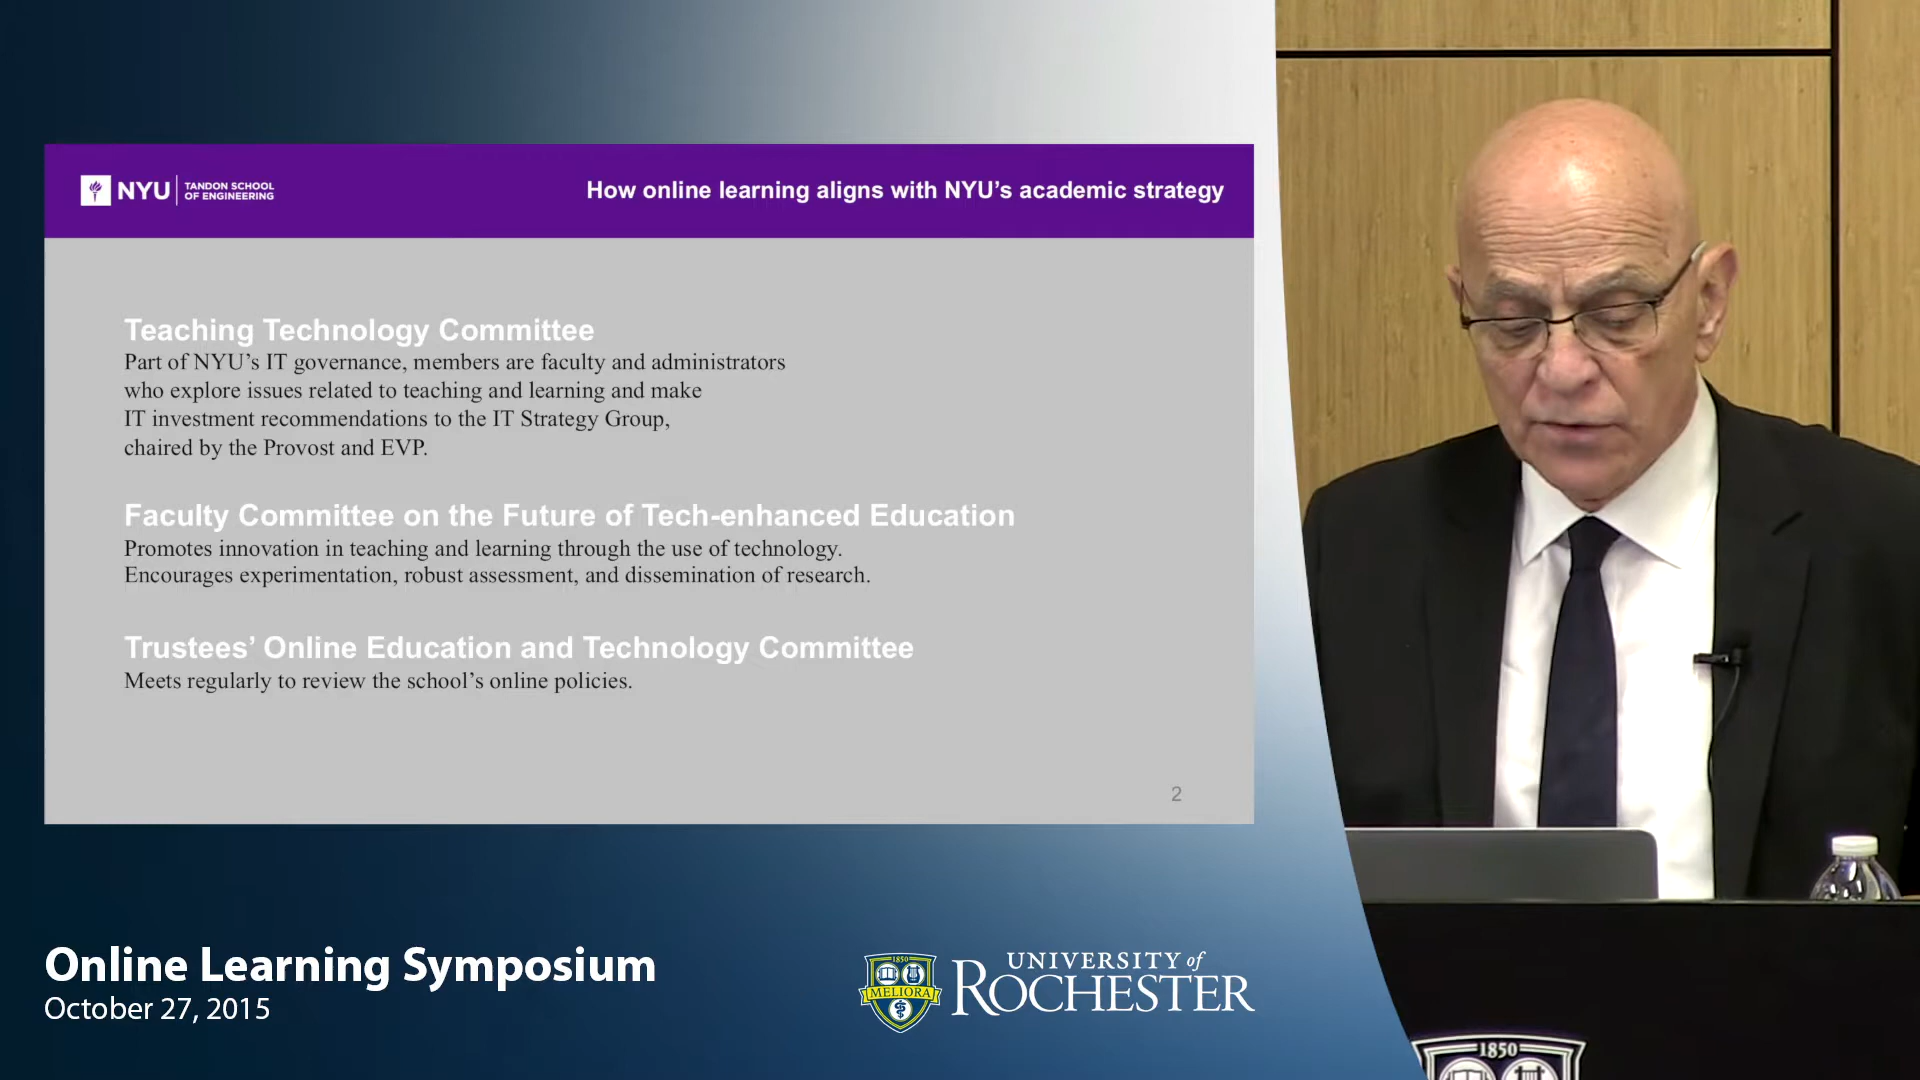 NYU TANDON SCHOOL
OF ENGINEERING
How online learning aligns with NYU's academic strategy
Teaching Technology Committee
Part of NYU's IT governance, members are faculty and administrators
who explore issues related to teaching and learning and make
IT investment recommendations to the IT Strategy Group,
chaired by the Provost and EVP.
Faculty Committee on the Future of Tech-enhanced Education
Promotes innovation in teaching and learning through the use of technology.
Encourages experimentation, robust assessment, and dissemination of research.
Trustees' Online Education and Technology Committee
Meets regularly to review the school's online policies.
2
Online Learning Symposium
October 27, 2015
1850
MELIORA
UNIVERSITY of
ROCHESTER
1850